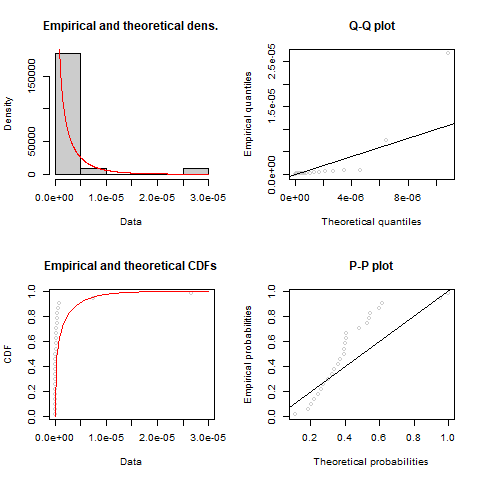 Empirical and theoretical dens.
Density
0 50000 150000
0.0e+00 1.0e-05 2.0e-05 3.0e-05
Data
Q-Q plot
Empirical quantiles
0.0e+00 1.5e-05 2.5e-05
0e+00 4e-06 8e-06
Theoretical quantiles
Empirical and theoretical CDFs
CDF
0.0 0.2 0.4 0.6 0.8 1.0
0.0e+00 1.0e-05 2.0e-05 3.0e-05
Data
P-P plot
Empirical probabilities
0.0 0.2 0.4 0.6 0.8 1.0
0.2 0.4 0.6 0.8 1.0
Theoretical probabilities